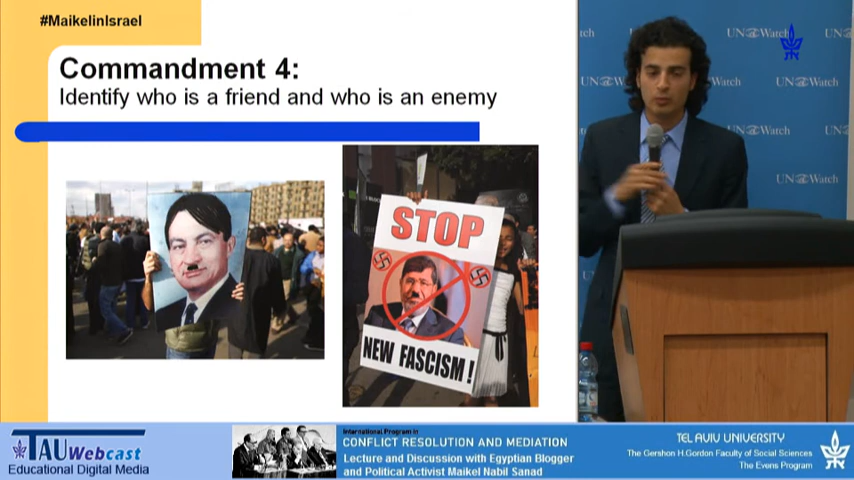 #MaikelinIsrael
Commandment 4:
Identify who is a friend and who is an enemy
STOP
NEW FASCISM!
UN Watch
UN Watch
UN Watch
UN Watch
UN Watch
TAU Webcast
Educational Digital Media
International Program in
CONFLICT RESOLUTION AND MEDIATION
Lecture and Discussion with Egyptian Blogger
and Political Activist Maikel Nabil Sanad
TEL AVIV UNIVERSITY
The Gershon H.Gordon Faculty of Social Sciences
The Evens Program